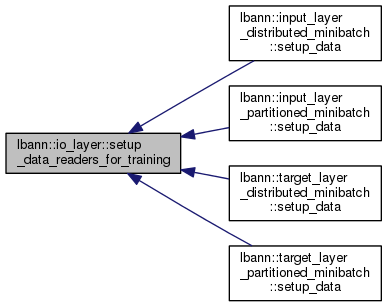 lbann::io_layer::setup
_data_readers_for_training
lbann::input_layer
_distributed_minibatch
::setup_data
lbann::input_layer
_partitioned_minibatch
::setup_data
lbann::target_layer
_distributed_minibatch
::setup_data
lbann::target_layer
_partitioned_minibatch
::setup_data